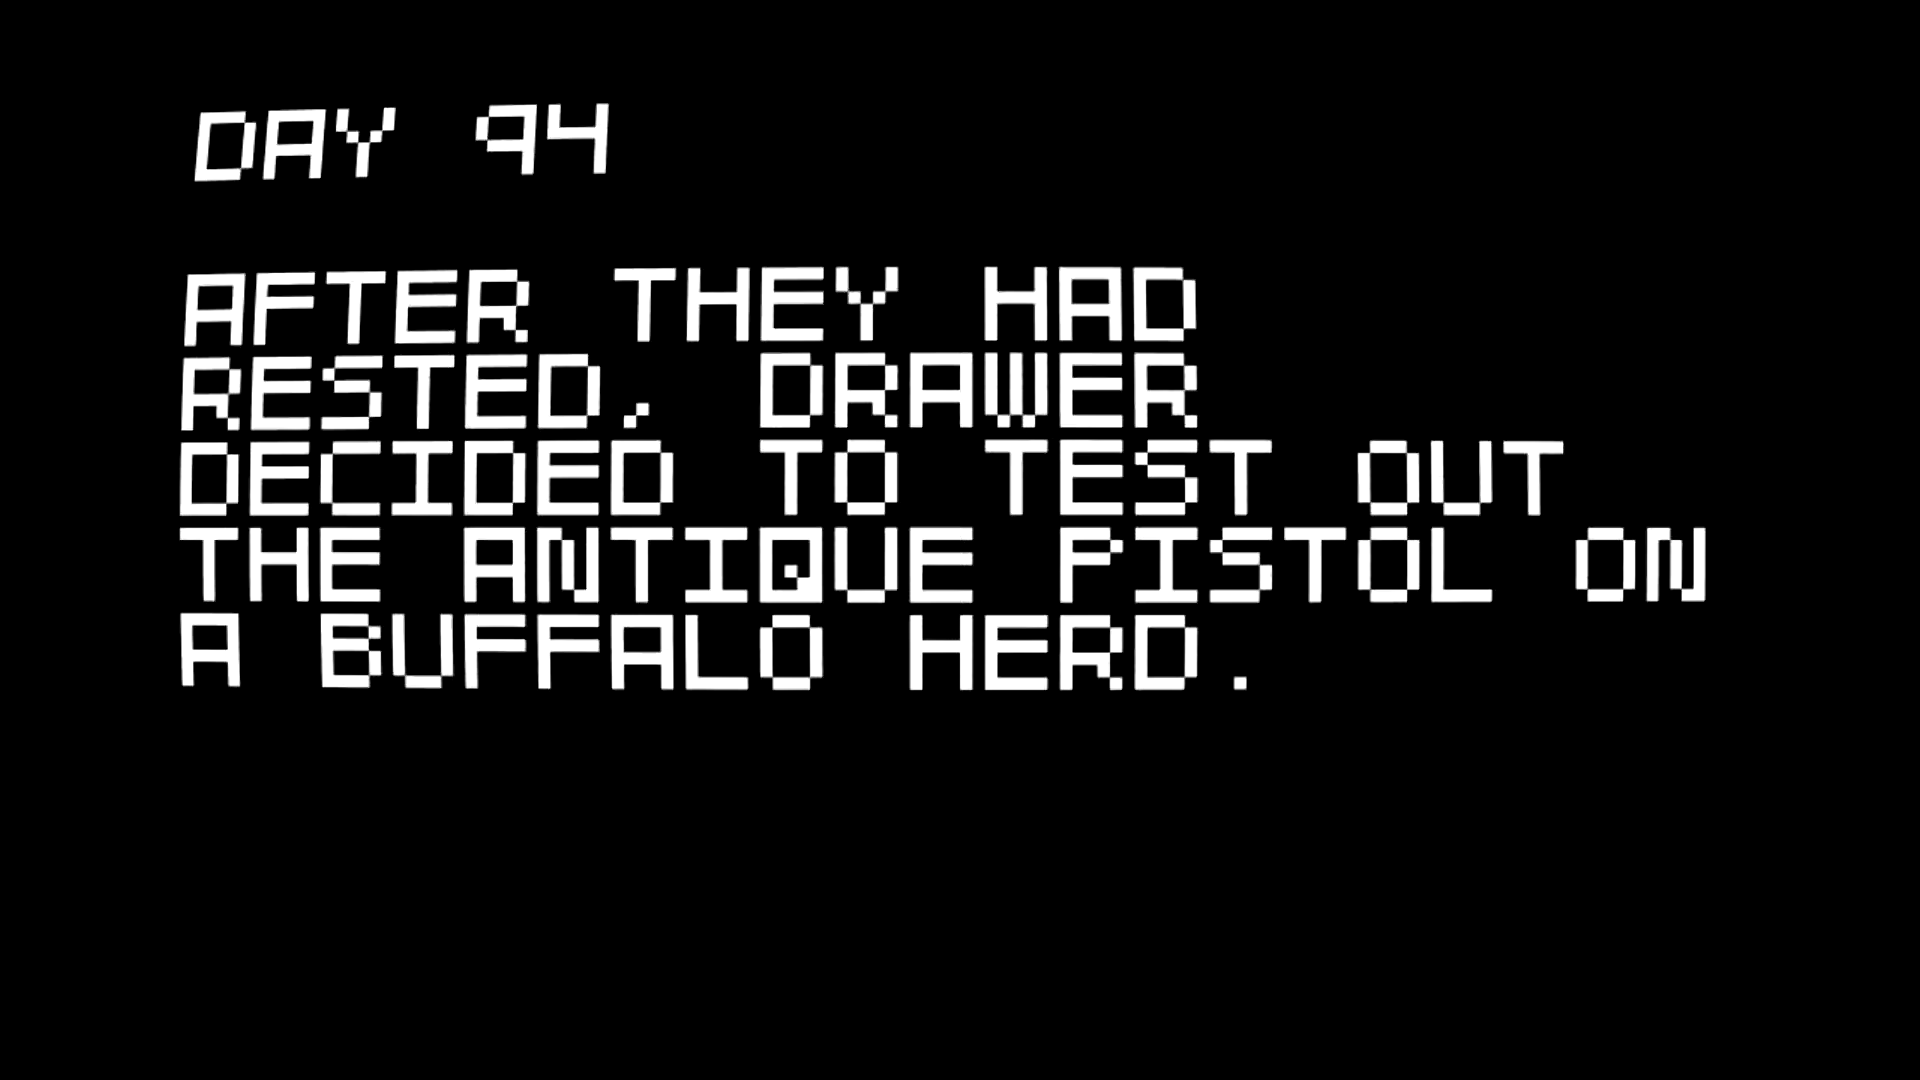 DAY 94
AFTER THEY HAD
RESTED, DRAWER
DECIDED TO TEST OUT
THE ANTIQUE PISTOL ON
A BUFFALO HERD.